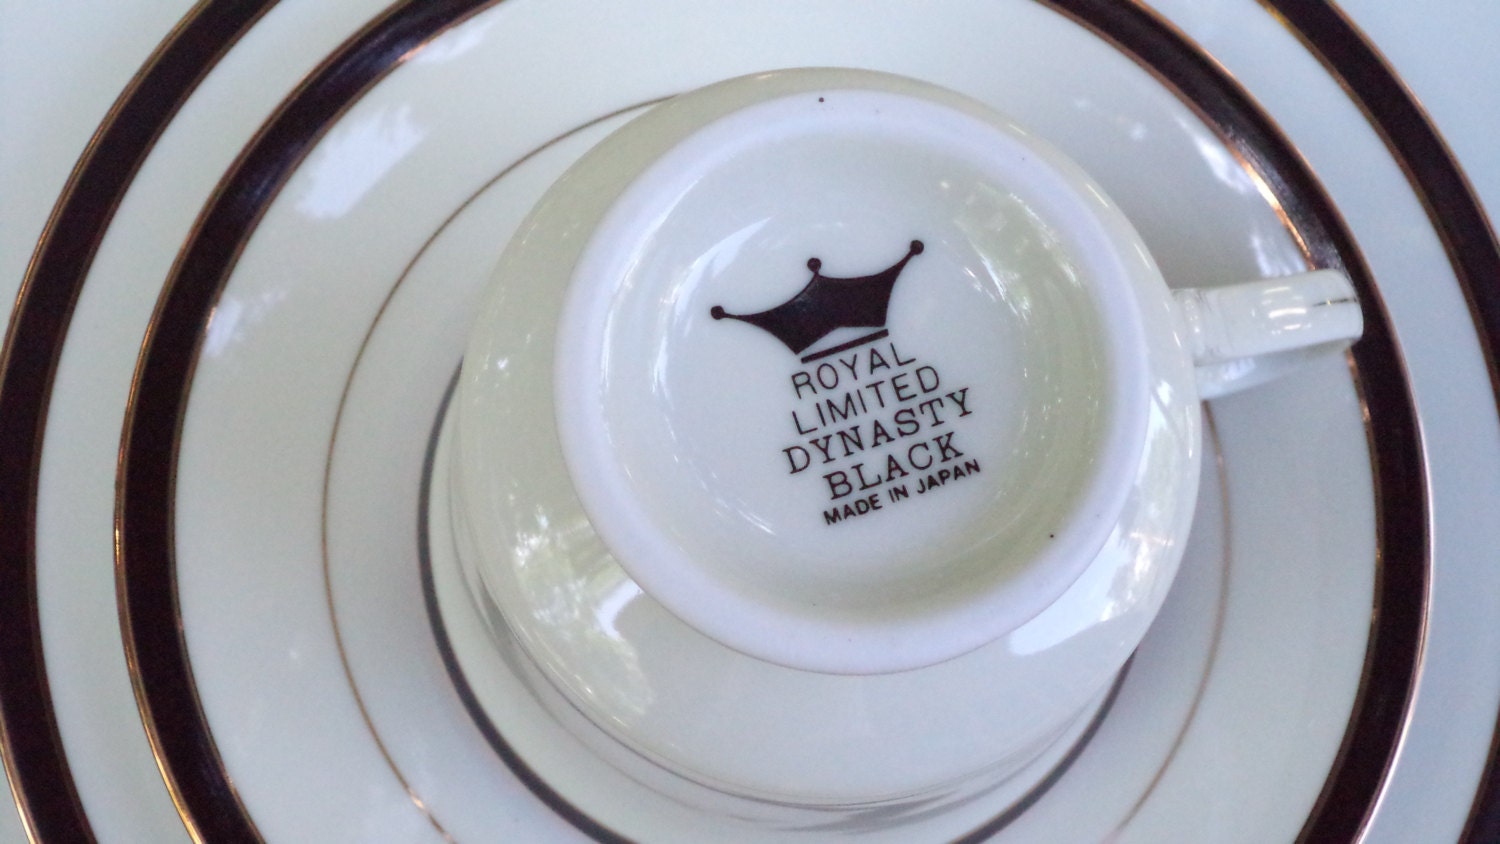 ROYAL
LIMITED
DYNASTY
BLACK
MADE IN JAPAN